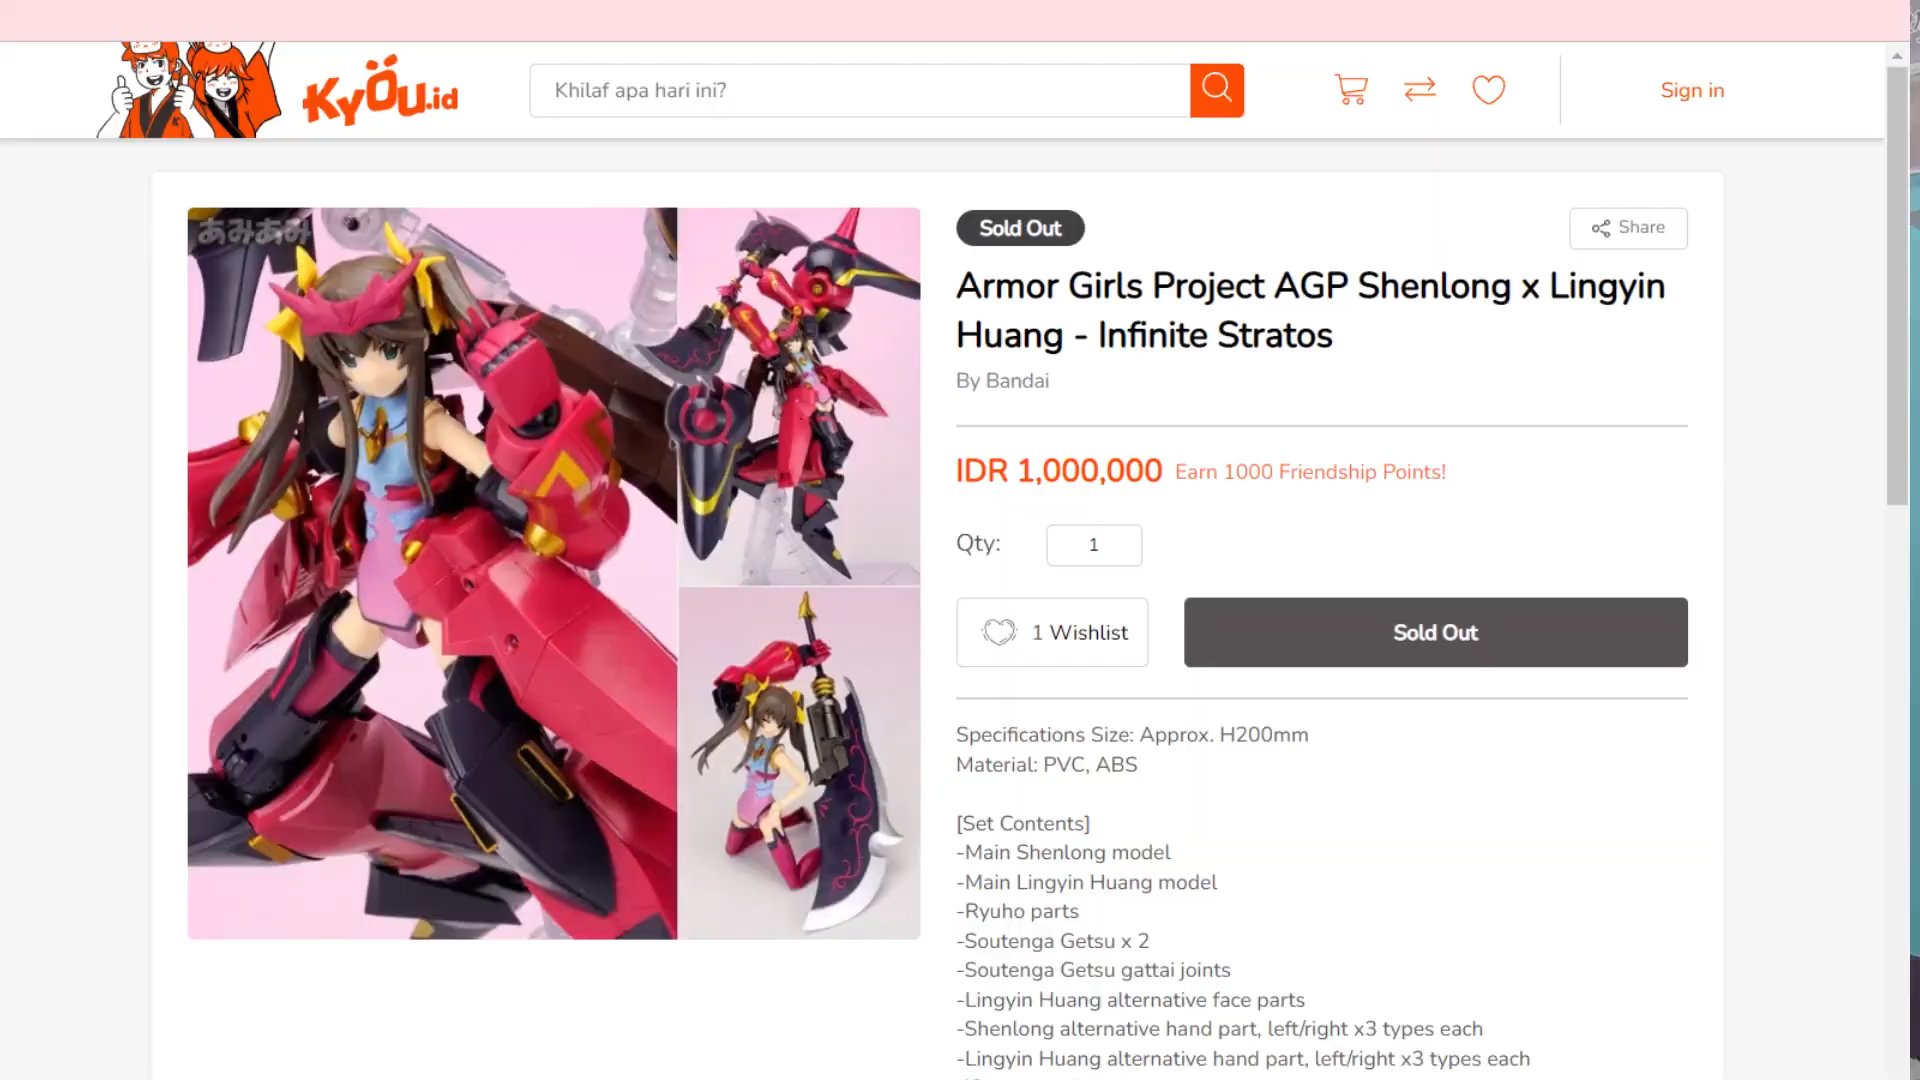 KyOu.id
Khilaf apa hari ini?
Sign in
あみあみ
Sold Out
Share
Armor Girls Project AGP Shenlong x Lingyin
Huang - Infinite Stratos
By Bandai
IDR 1,000,000 Earn 1000 Friendship Points!
Qty: 1
1 Wishlist
Sold Out
Specifications Size: Approx. H200mm
Material: PVC, ABS
[Set Contents]
-Main Shenlong model
-Main Lingyin Huang model
-Ryuho parts
-Soutenga Getsu x 2
-Soutenga Getsu gattai joints
-Lingyin Huang alternative face parts
-Shenlong alternative hand part, left/right x3 types each
-Lingyin Huang alternative hand part, left/right x3 types each